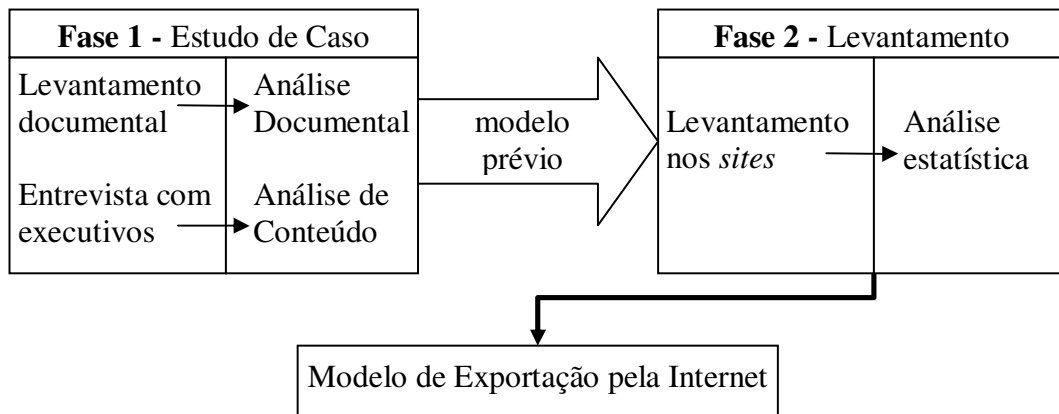 Fase 1 - Estudo de Caso
Levantamento
documental
Análise
Documental
Entrevista com
executivos
Análise de
Conteúdo
modelo
prévio
Fase 2 - Levantamento
Levantamento
nos sites
Análise
estatística
Modelo de Exportação pela Internet